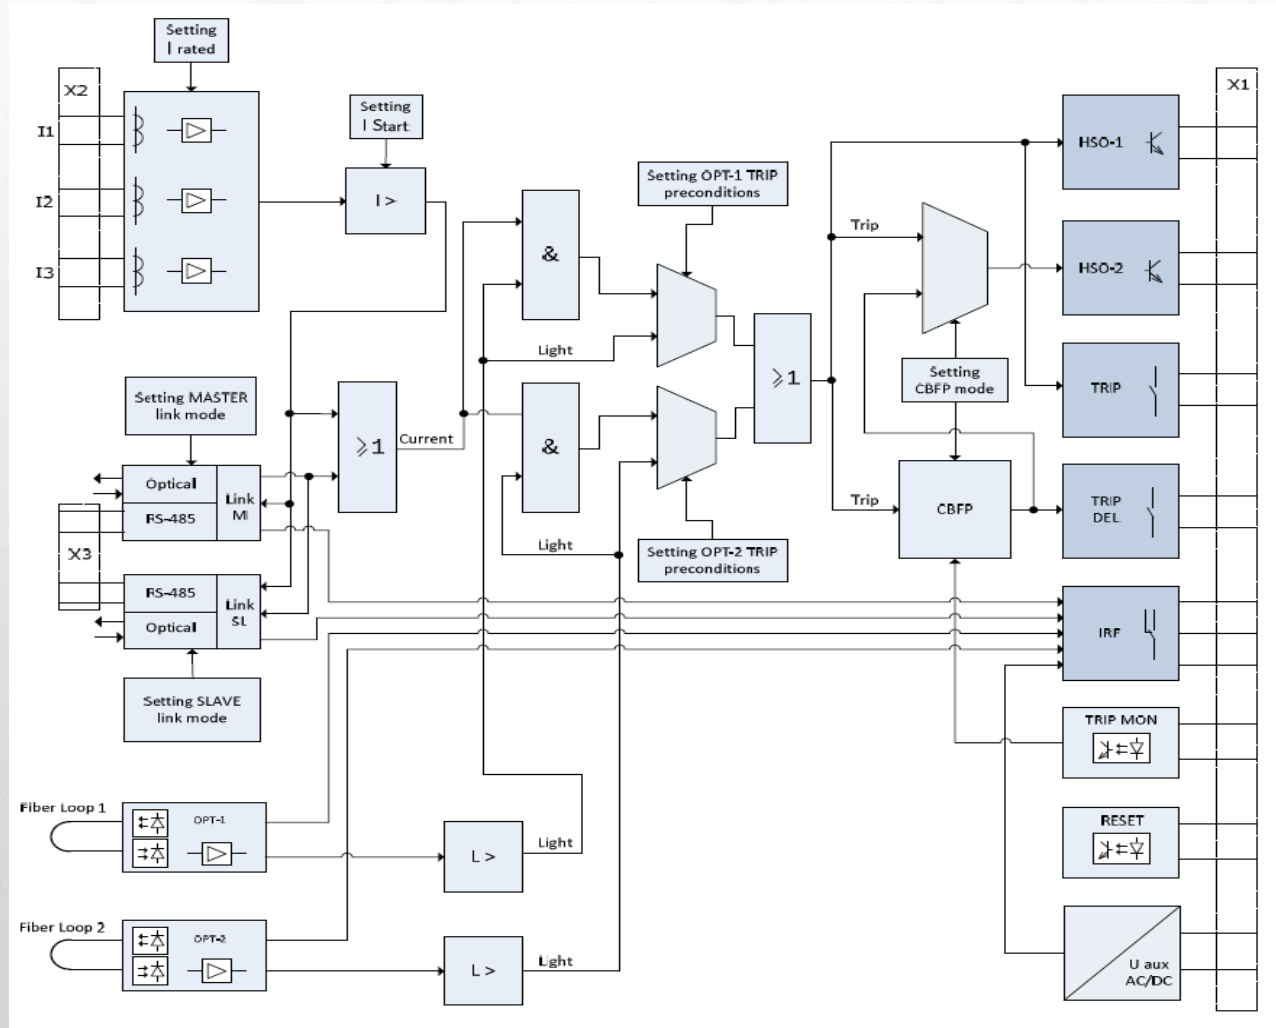 Setting
I rated
X2
I1
I2
I3
Setting
I Start
I >
Setting OPT-1 TRIP
preconditions
&
Light
&
Light
Setting OPT-2 TRIP
preconditions
⩾1
Trip
Setting
CBFP mode
Trip
CBFP
X1
HSO-1
HSO-2
TRIP
TRIP
DEL
IRF
TRIP MON
RESET
U aux
AC/DC
Setting MASTER
link mode
⩾1
Current
Optical
RS-485
Link
MI
X3
RS-485
Optical
Link
SL
Setting SLAVE
link mode
Fiber Loop 1
OPT-1
L >
Light
Fiber Loop 2
OPT-2
L >
Light